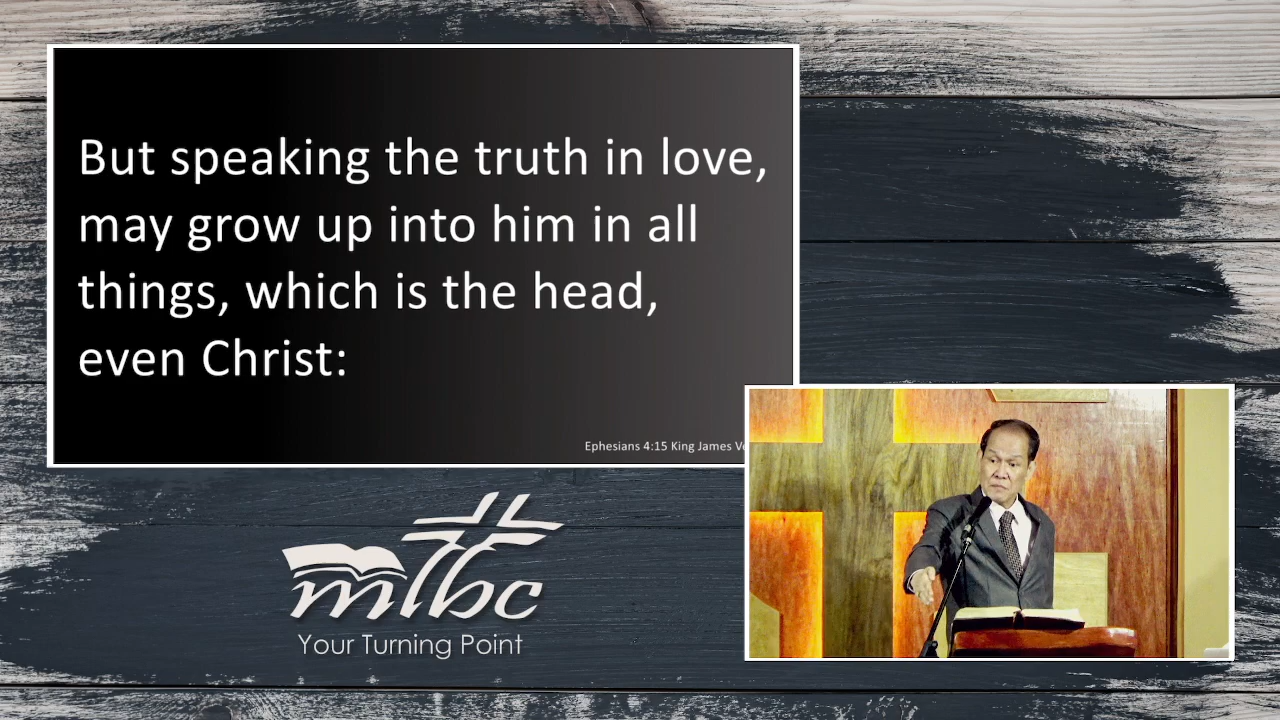 But speaking the truth in love,
may grow up into him in all
things, which is the head,
even Christ:
Ephesians 4:15 King James
mlbc
Your Turning Point